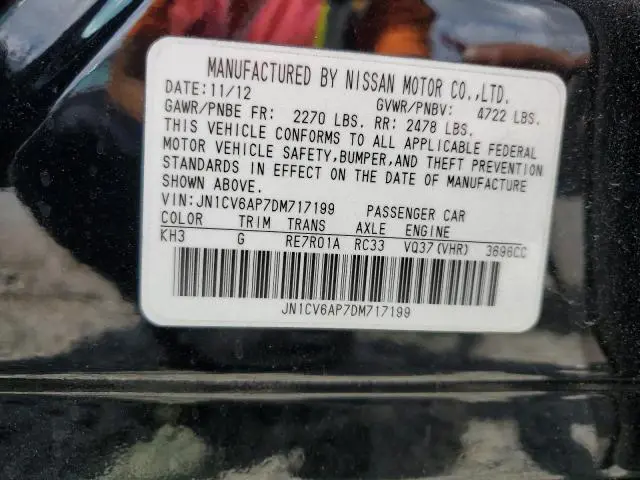 MANUFACTURED BY NISSAN MOTOR CO.,LTD.
DATE:11/12 GVWR/PNBV: 4722 LBS.
GAWR/PNBE FR: 2270 LBS. RR: 2478 LBS.
THIS VEHICLE CONFORMS TO ALL APPLICABLE FEDERAL
MOTOR VEHICLE SAFETY,BUMPER,AND THEFT PREVENTION
STANDARDS IN EFFECT ON THE DATE OF MANUFACTURE
SHOWN ABOVE.
VIN:JN1CV6AP7DM717199 PASSENGER CAR
COLOR TRIM TRANS AXLE ENGINE
KH3 G RE7R01A RC33 VQ37(VHR) 3696CC
JN1CV6AP7DM717199